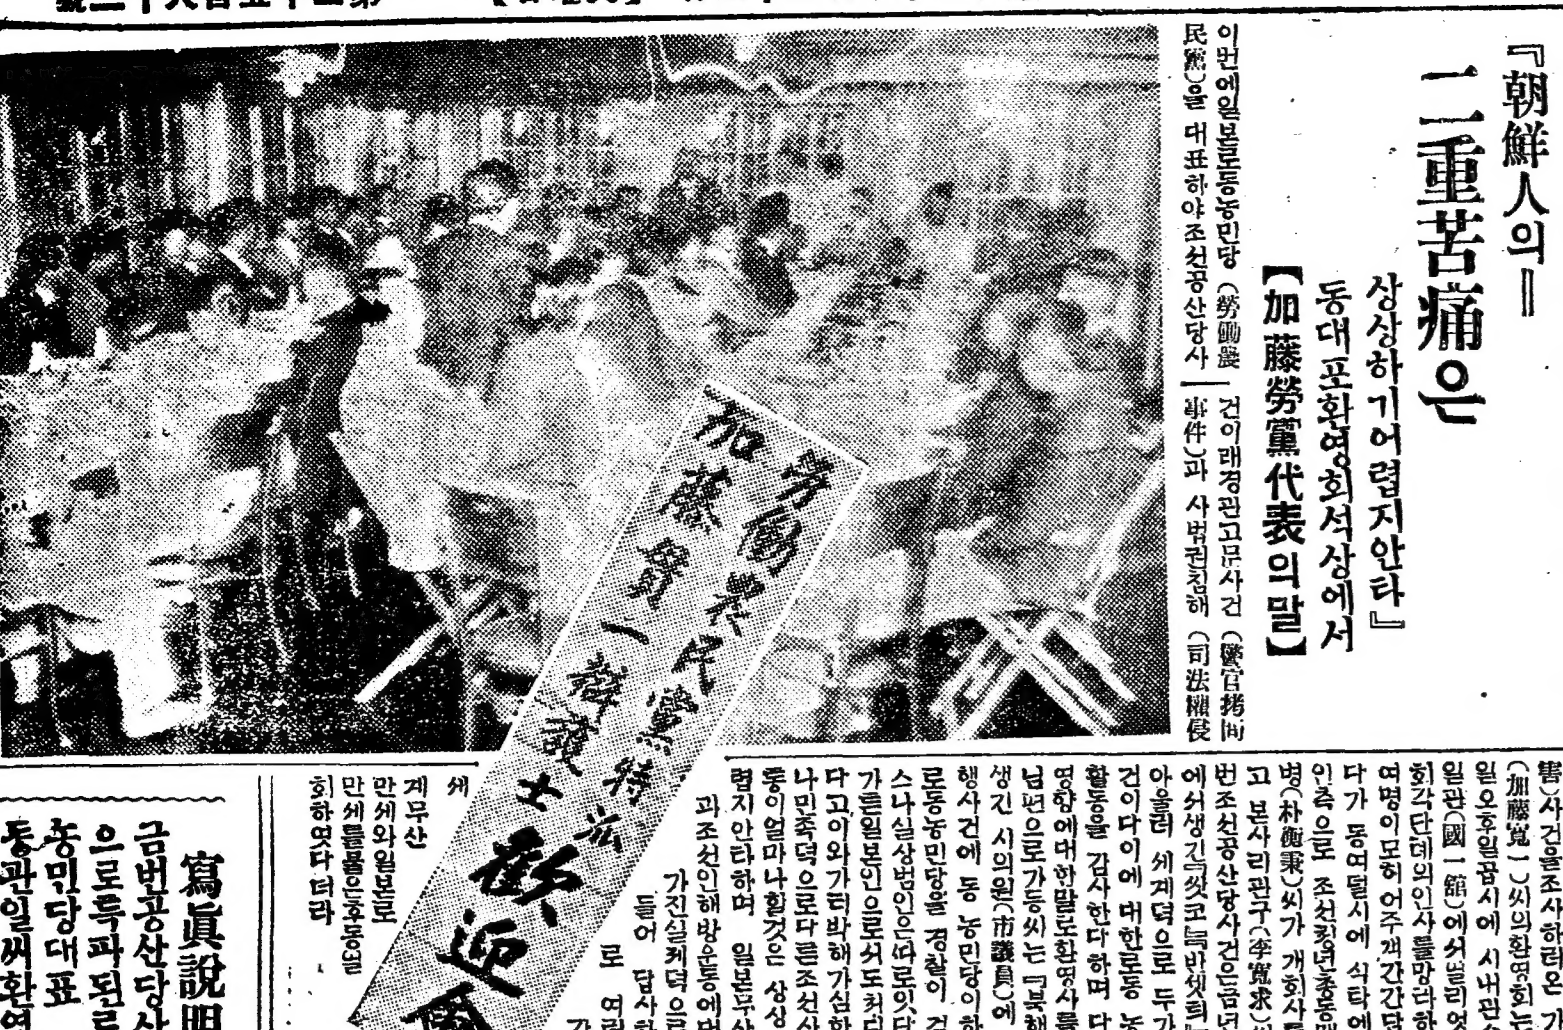 『朝鮮人의＝
二重苦痛은
상상하기어렵지안타』
동대포환영회석상에서
【加藤勞黨代表의말】
이번에일본로동농민당（勞働農
民黨）을대표하야조선공산당사
건이래경관고문사건（警官拷問
事件）과사법권침해（司法權侵
害）사건을조사하러온가
（加藤寬一）씨의환영회는
일오후일곱시에시내관
일관（國一館）에서열리엇
회각단톄의인사를망라하
여명이모히어주객간간담
다가동여덜시에식탁에
인측으로조선청년총동
병（朴衡秉）씨가개회사를
고본사리관구（李寬求）씨
번조선공산당사건은금년
에서생긴
아울러세계뎍으로두가
건이다이에대한로동농
활동을감사한다하며다
영향에대한말로환영사를
님편으로가등씨는『북행
생긴시의원（市議員）에
행사건에동농민당이하
로동농민당을경찰이
스나실상범인은따로잇다
가튼일본인으로서도처다
다고이와가티박해가심한
나민족뎍으로다른조선사
통이얼마나할것은상상
렵지안타하며일본무산
과조선인해방운동에대
가진실케뎍으로
들어답사하
로여러
세
계무산
만세와일본로
만세를불은후동열
회하엿다더라
勞働農民黨特派
加藤寬一辯護士
歡迎會
寫眞說明
금번공산당사
으로특파된로
농민당대표
동관일씨환영